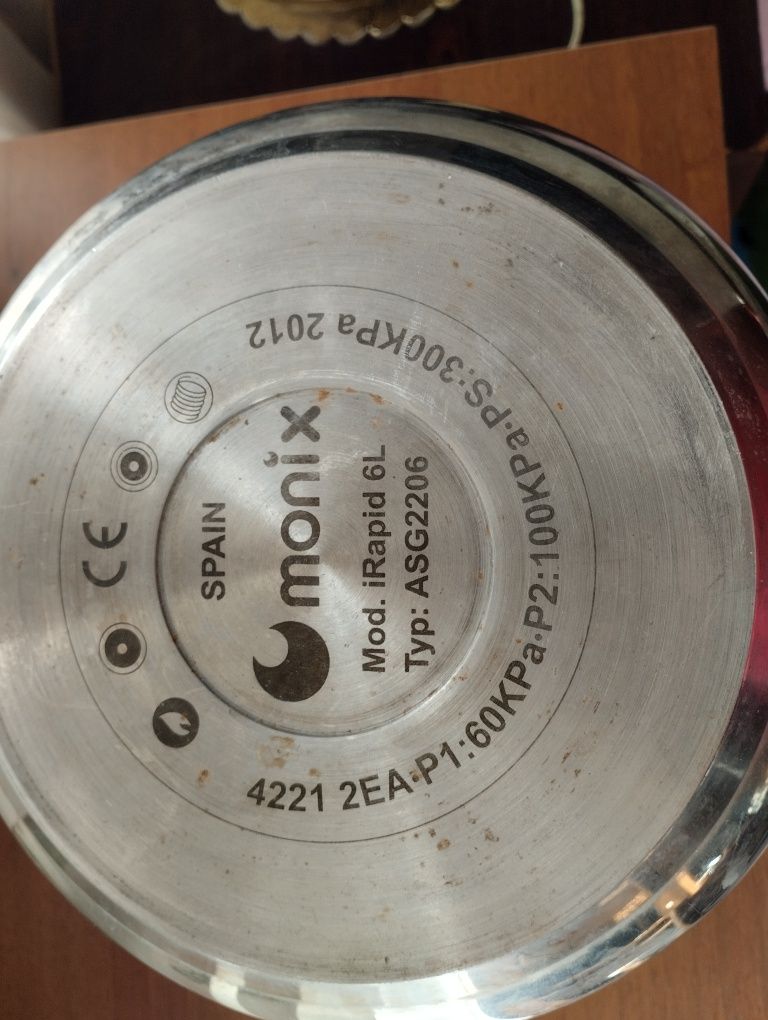 SPAIN
monix
Mod. iRapid 6L
Typ: ASG2206
CE
4221 2EA·P1:60KPa·P2:100KPa·PS:300KPa 2012